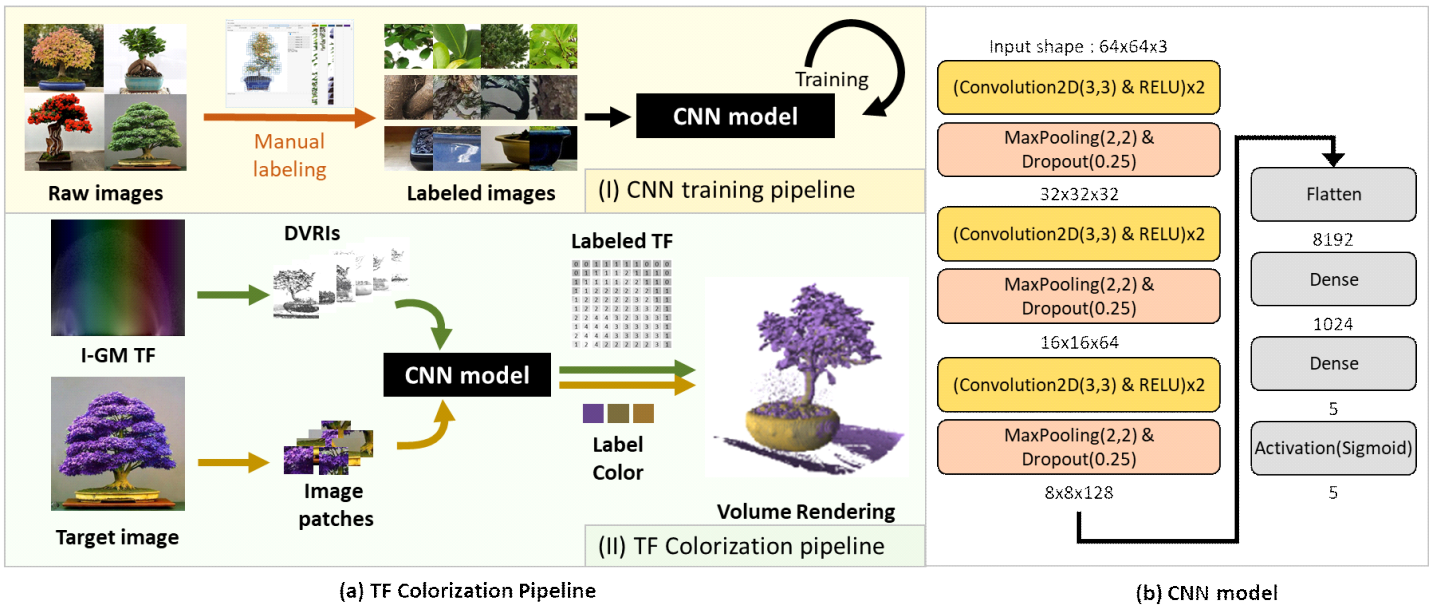 Raw images
Manual
labeling
Labeled images
CNN model
Training
(I) CNN training pipeline
I-GM TF
DVRIs
Target image
Image
patches
CNN model
Labeled TF
Label
Color
Volume Rendering
(II) TF Colorization pipeline
(a) TF Colorization Pipeline
Input shape : 64x64x3
(Convolution2D(3,3) & RELU)x2
MaxPooling(2,2) &
Dropout(0.25)
32x32x32
(Convolution2D(3,3) & RELU)x2
MaxPooling(2,2) &
Dropout(0.25)
16x16x64
(Convolution2D(3,3) & RELU)x2
MaxPooling(2,2) &
Dropout(0.25)
8x8x128
Flatten
8192
Dense
1024
Dense
5
Activation(Sigmoid)
5
(b) CNN model